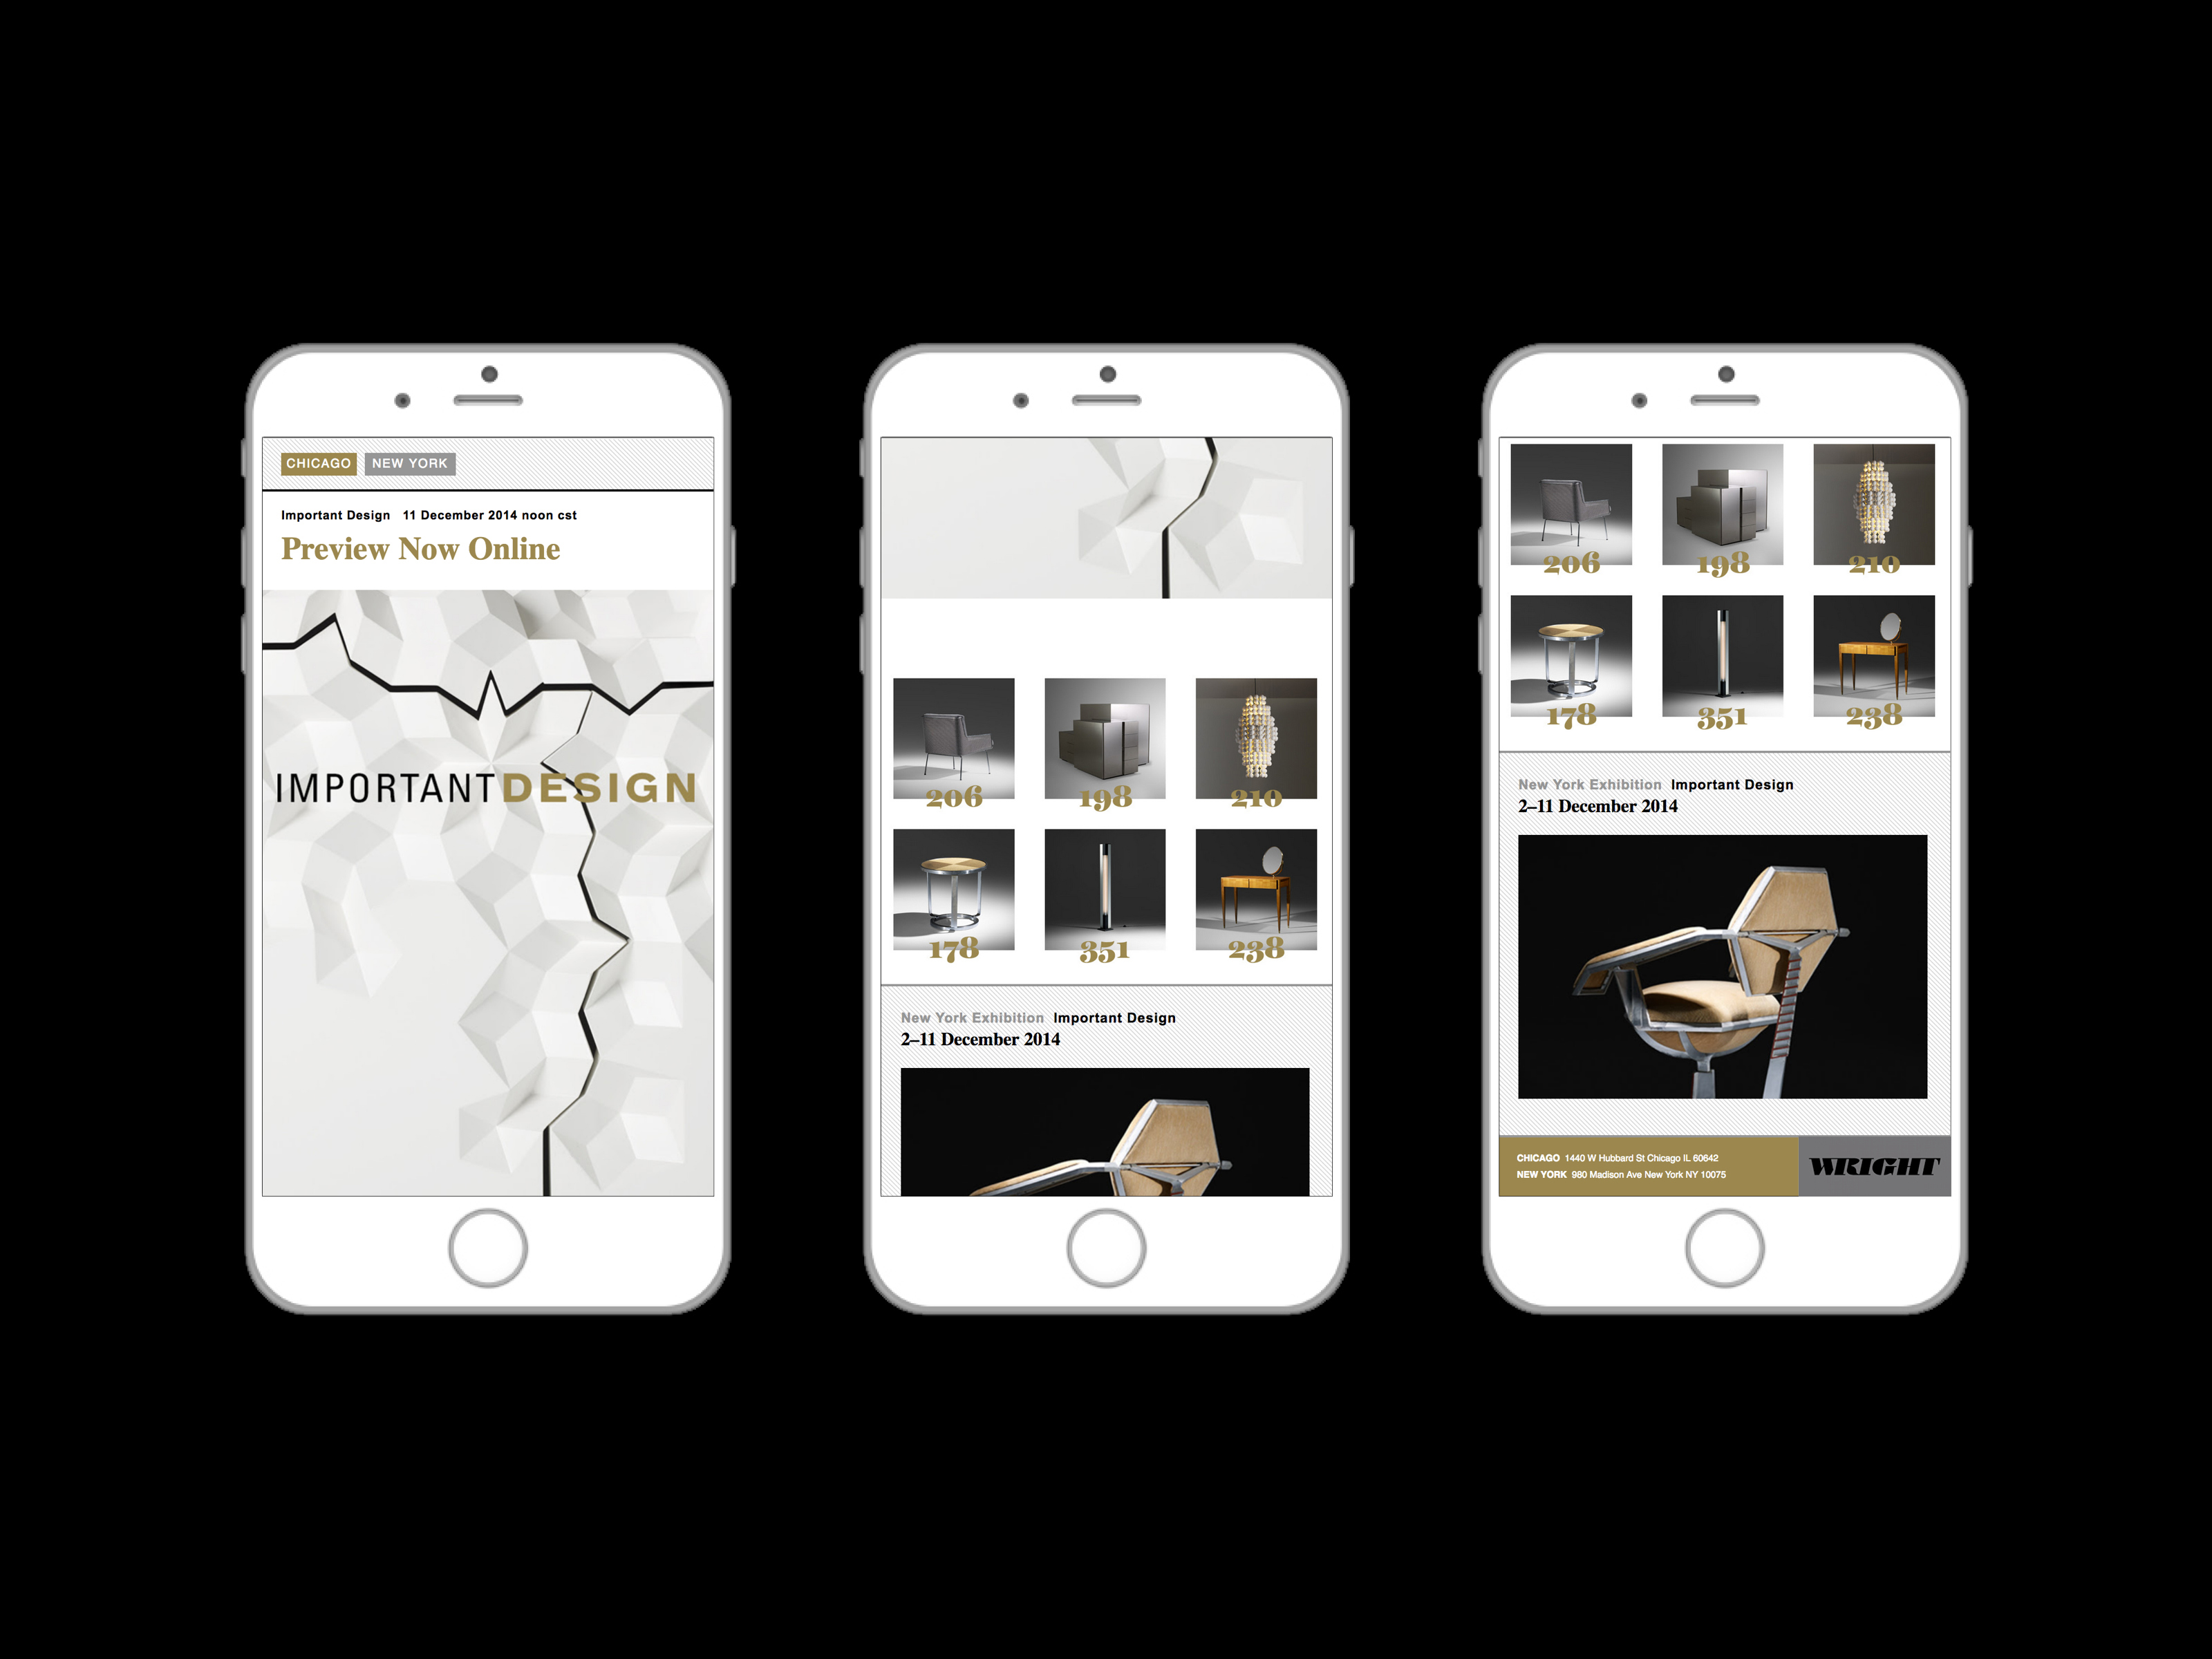 CHICAGO NEW YORK
Important Design 11 December 2014 noon cst
Preview Now Online
IMPORTANTDESIGN
206 198 210
178 351 238
New York Exhibition Important Design
2–11 December 2014
206 198 210
178 351 238
New York Exhibition Important Design
2–11 December 2014
CHICAGO 1440 W Hubbard St Chicago IL 60642
NEW YORK 980 Madison Ave New York NY 10075
WRIGHT